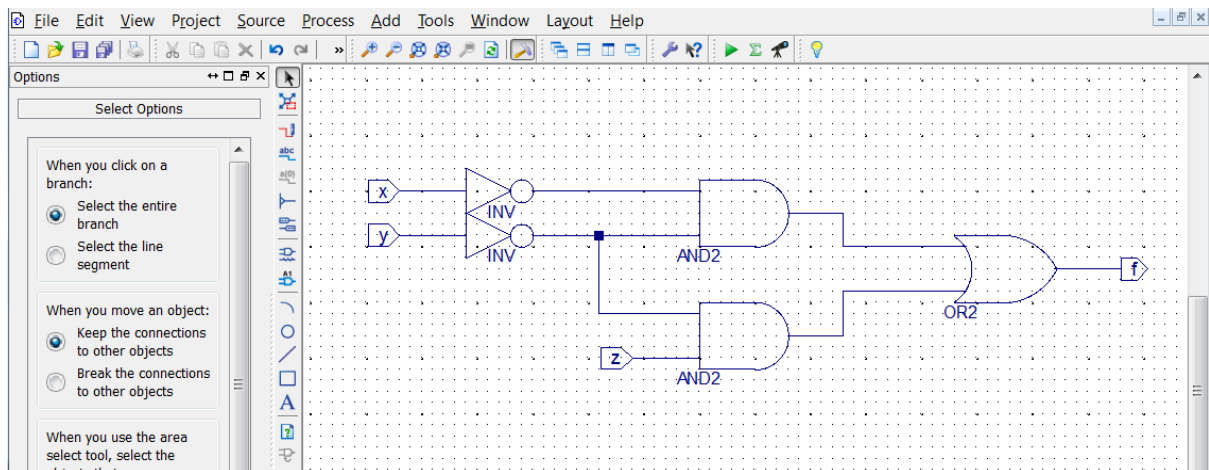 File Edit View Project Source Process Add Tools Window Layout Help
Options
Select Options
When you click on a
branch:
Select the entire
branch
Select the line
segment
When you move an object:
Keep the connections
to other objects
Break the connections
to other objects
When you use the area
select tool, select the
abc
a(0)
A1
A
x
INV
y
INV
AND2
z
AND2
OR2
f